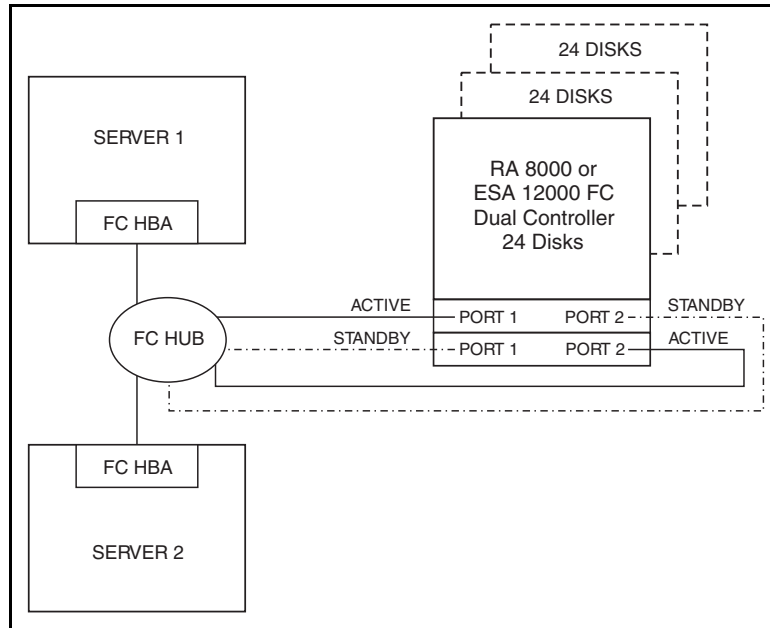 24 DISKS
24 DISKS
SERVER 1
FC HBA
RA 8000 or
ESA 12000 FC
Dual Controller
24 Disks
ACTIVE
PORT 1
PORT 2
STANDBY
FC HUB
STANDBY
PORT 1
PORT 2
ACTIVE
FC HBA
SERVER 2